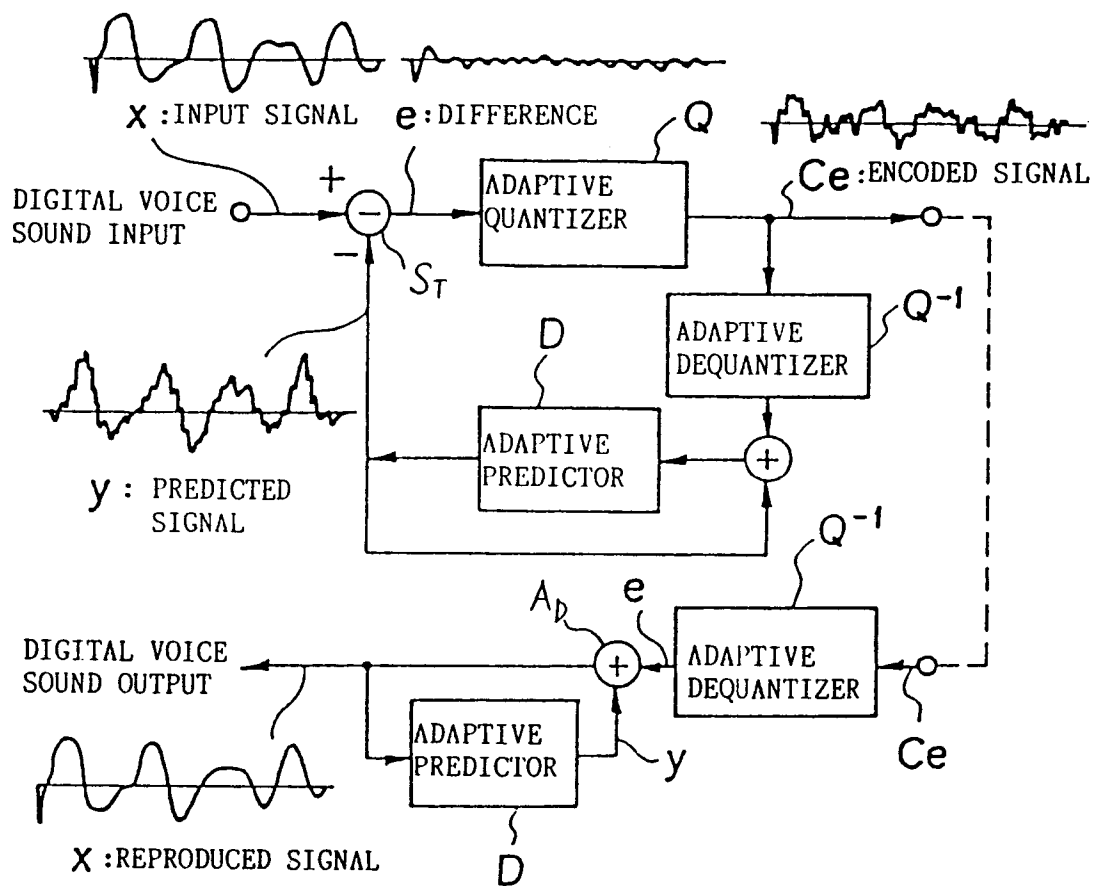 x : INPUT SIGNAL
e : DIFFERENCE
Q
Ce : ENCODED SIGNAL
DIGITAL VOICE
SOUND INPUT
+
−
−
ST
ADAPTIVE
QUANTIZER
Q⁻¹
ADAPTIVE
DEQUANTIZER
D
ADAPTIVE
PREDICTOR
+
y : PREDICTED
SIGNAL
Q⁻¹
AD
e
DIGITAL VOICE
SOUND OUTPUT
+
ADAPTIVE
DEQUANTIZER
Ce
ADAPTIVE
PREDICTOR
y
D
x : REPRODUCED SIGNAL